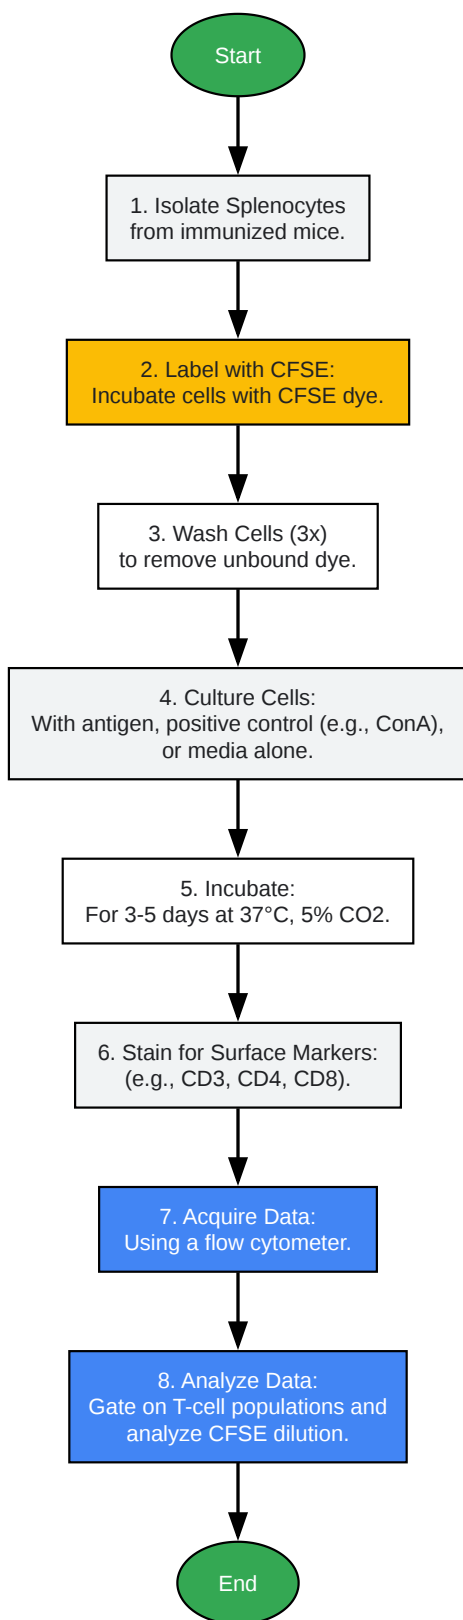 Start
1. Isolate Splenocytes
from immunized mice.
2. Label with CFSE:
Incubate cells with CFSE dye.
3. Wash Cells (3x)
to remove unbound dye.
4. Culture Cells:
With antigen, positive control (e.g., ConA),
or media alone.
5. Incubate:
For 3-5 days at 37°C, 5% CO2.
6. Stain for Surface Markers:
(e.g., CD3, CD4, CD8).
7. Acquire Data:
Using a flow cytometer.
8. Analyze Data:
Gate on T-cell populations and
analyze CFSE dilution.
End